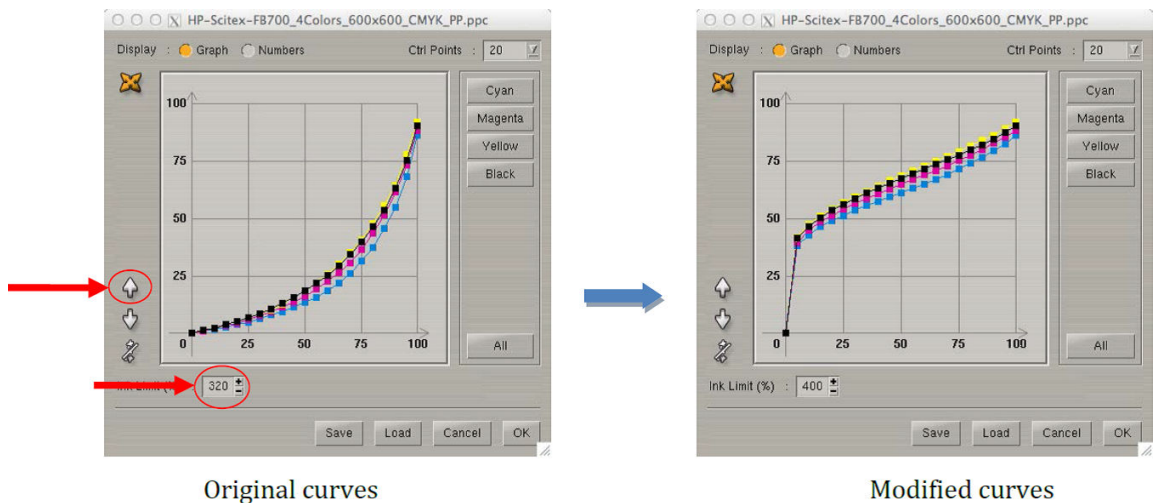 HP-Scitex-FB700_4Colors_600x600_CMYK_PP.ppc
Display : Graph Numbers Ctrl Points : 20
100
75
50
25
0 25 50 75 100
Cyan
Magenta
Yellow
Black
All
Ink Limit (%) 320
Save Load Cancel OK
Original curves
HP-Scitex-FB700_4Colors_600x600_CMYK_PP.ppc
Display : Graph Numbers Ctrl Points : 20
100
75
50
25
0 25 50 75 100
Cyan
Magenta
Yellow
Black
All
Ink Limit (%) : 400
Save Load Cancel OK
Modified curves